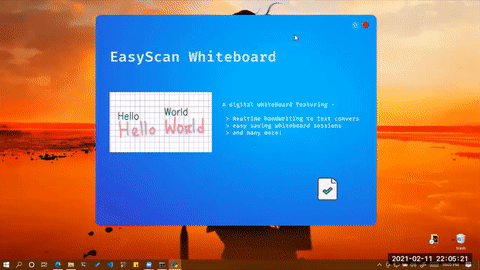 EasyScan Whiteboard
Hello
World
Hello World
A digital whiteboard featuring -
> Realtime handwriting to text convers
> easy saving whiteboard sessions
> and many more!
2021-02-11 22:05:21